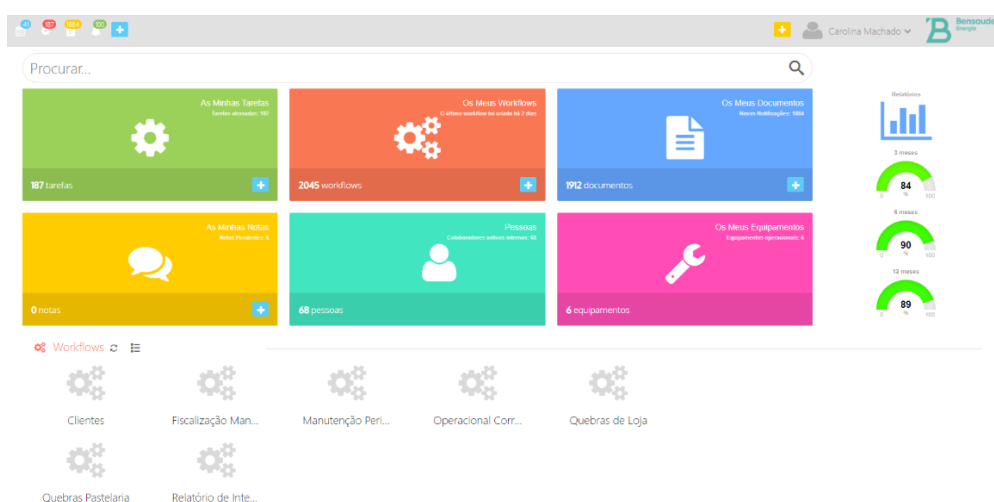 41 187 1884 100
Carolina Machado
Bensaude
Energia
Procurar...
As Minhas Tarefas
Tarefas atrasadas: 182
187 tarefas
Os Meus Workflows
O último workflow foi criado há 2 dias
2045 workflows
Os Meus Documentos
Novas Notificações: 1884
1912 documentos
As Minhas Notas
Notas Pendentes: 6
0 notas
Pessoas
Colaboradores activos internos: 68
68 pessoas
Os Meus Equipamentos
Equipamentos operacionais: 6
6 equipamentos
Relatórios
3 meses
84
0 % 100
6 meses
90
0 % 100
12 meses
89
0 % 100
Workflows
Clientes
Fiscalização Man...
Manutenção Peri...
Operacional Corr...
Quebras de Loja
Quebras Pastelaria
Relatório de Inte...